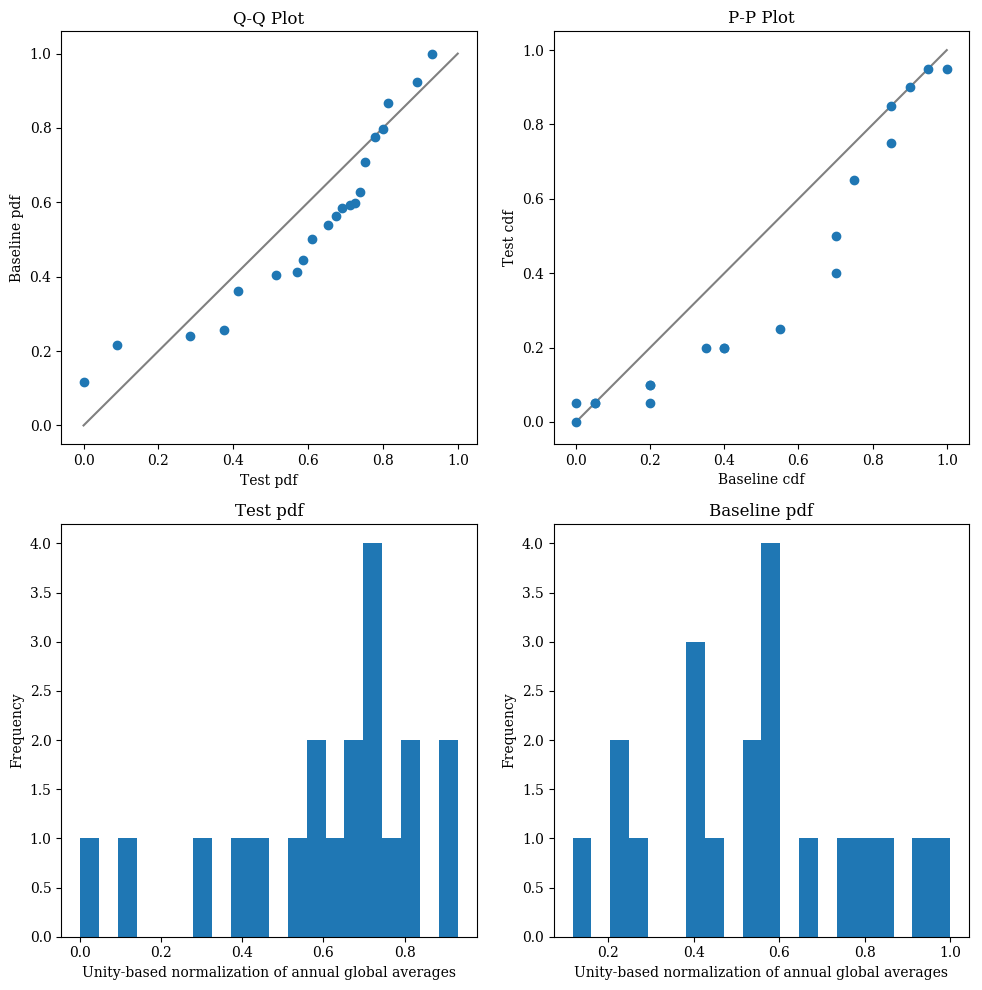 Q-Q Plot
1.0
0.8
0.6
0.4
0.2
0.0
Baseline pdf
0.0 0.2 0.4 0.6 0.8 1.0
Test pdf
P-P Plot
1.0
0.8
0.6
0.4
0.2
0.0
Test cdf
0.0 0.2 0.4 0.6 0.8 1.0
Baseline cdf
Test pdf
4.0
3.5
3.0
2.5
2.0
1.5
1.0
0.5
0.0
Frequency
0.0 0.2 0.4 0.6 0.8
Unity-based normalization of annual global averages
Baseline pdf
4.0
3.5
3.0
2.5
2.0
1.5
1.0
0.5
0.0
Frequency
0.2 0.4 0.6 0.8 1.0
Unity-based normalization of annual global averages